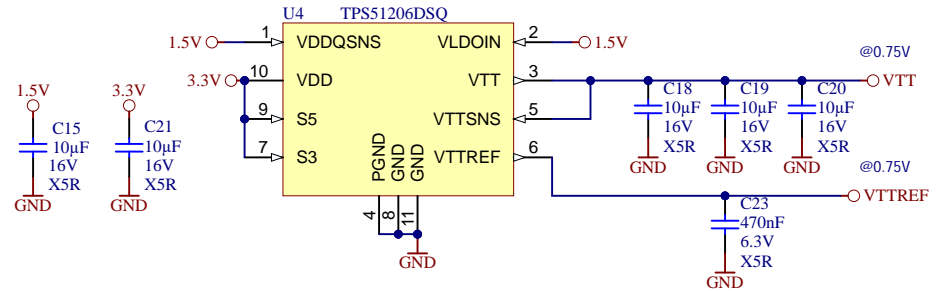 U4 TPS51206DSQ
1.5V 1 VDDQSNS VLDOIN 2 1.5V
@0.75V
3.3V 10 VDD VTT 3 VTT
1.5V 3.3V
9 S5 VTTSNS 5
C18 C19 C20
10µF 10µF 10µF
16V 16V 16V
X5R X5R X5R
GND GND GND
C15 C21
10µF 10µF
16V 16V
X5R X5R
GND GND
7 S3 VTTREF 6
PGND GND GND
4 8 11
GND
@0.75V
VTTREF
C23
470nF
6.3V
X5R
GND